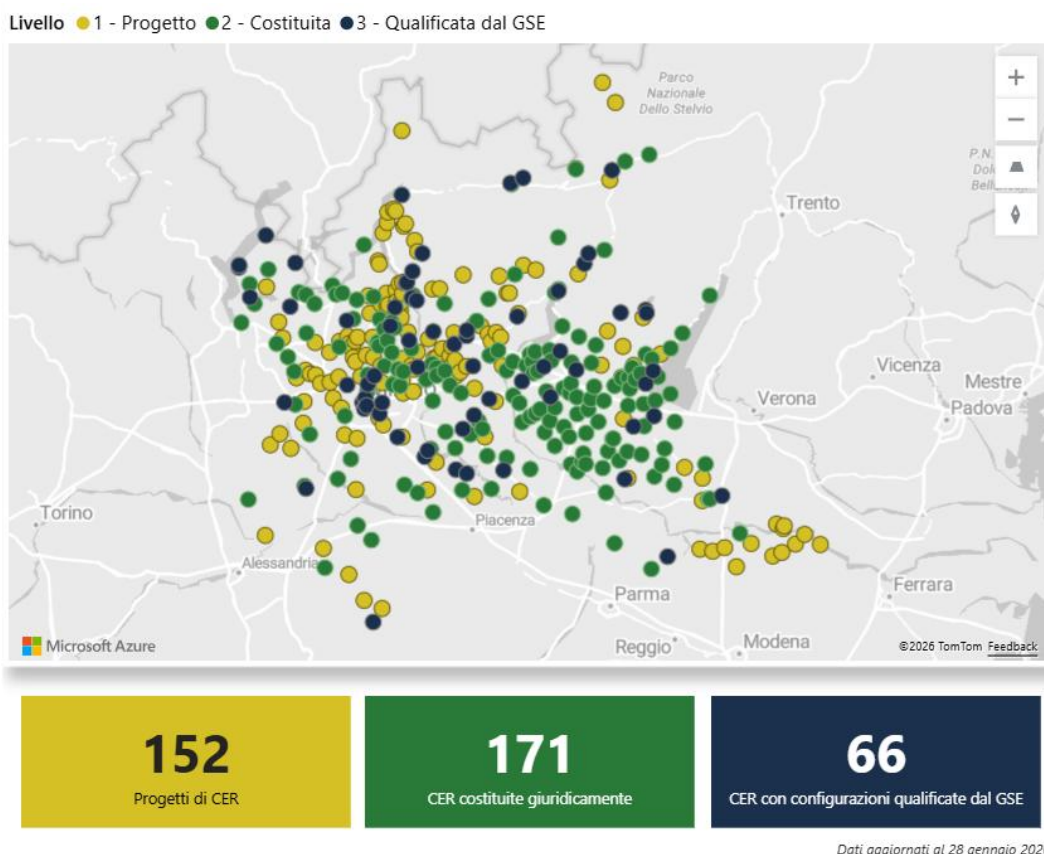 Livello 1 - Progetto 2 - Costituita 3 - Qualificata dal GSE
Parco
Nazionale
Dello Stelvio
P.N.
Trento
Vicenza
Mestre
Verona
Padova
Torino
Piacenza
Alessandria
Ferrara
Parma
Reggio
Modena
Microsoft Azure
©2026 TomTom Feedback
152
Progetti di CER
171
CER costituite giuridicamente
66
CER con configurazioni qualificate dal GSE
Dati aggiornati al 28 gennaio